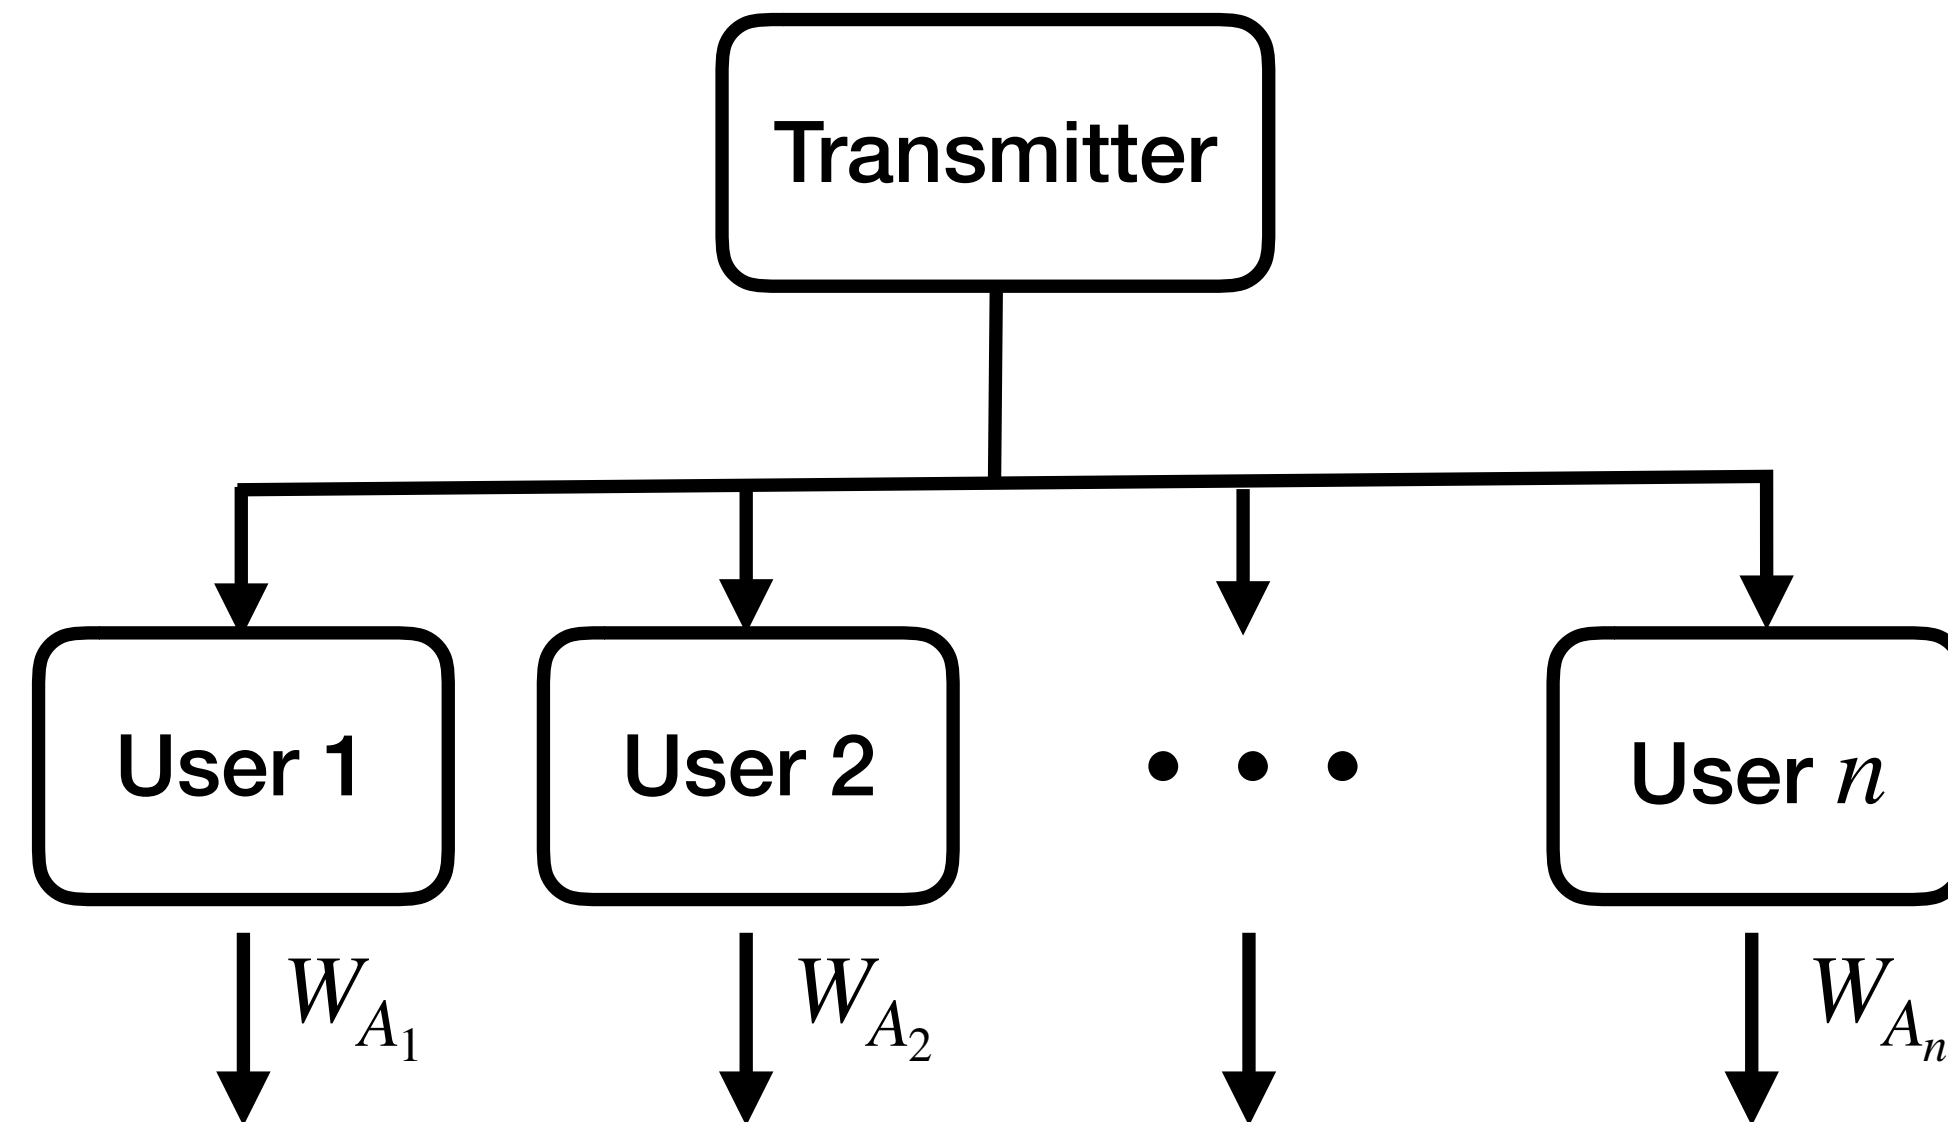 Transmitter
User 1
User 2
• • •
User n
W_{A_1}
W_{A_2}
W_{A_n}